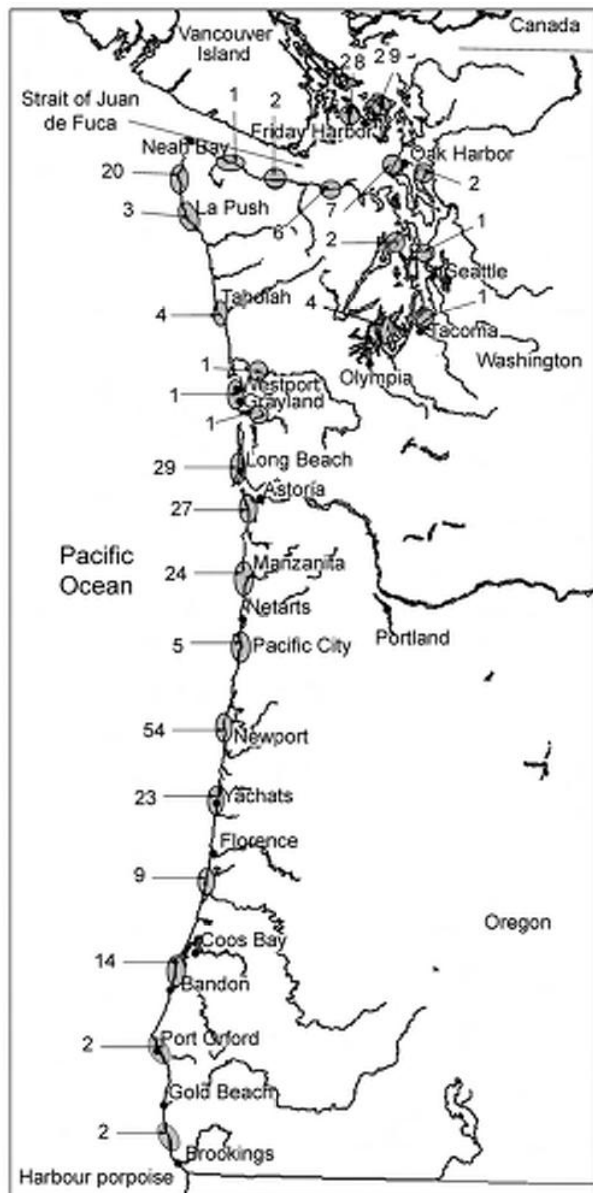 Canada
Vancouver
Island
2 8
2 9
1
2
Strait of Juan
de Fuca
Friday Harbor
Neah Bay
Oak Harbor
20
2
7
La Push
3
6
2
1
Seattle
Taholah
4
4
1
Tacoma
Washington
Olympia
1
Westport
1
Grayland
1
Long Beach
29
Astoria
27
Pacific
Ocean
Manzanita
24
Netarts
Portland
5
Pacific City
54
Newport
23
Yachats
Florence
9
Oregon
Coos Bay
14
Bandon
Port Orford
2
Gold Beach
2
Brookings
Harbour porpoise